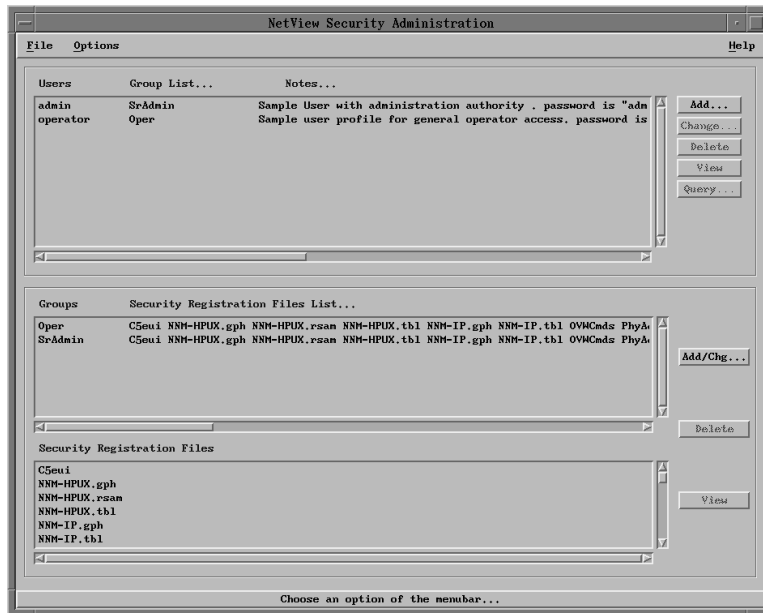 NetView Security Administration
File Options Help
Users Group List... Notes...
admin SrAdmin Sample User with administration authority . password is "adm
operator Oper Sample user profile for general operator access. password is
Add...
Change...
Delete
View
Query...
Groups Security Registration Files List...
Oper C5eui NNM-HPUX.gph NNM-HPUX.rsam NNM-HPUX.tbl NNM-IP.gph NNM-IP.tbl OVWCmds PhyA
SrAdmin C5eui NNM-HPUX.gph NNM-HPUX.rsam NNM-HPUX.tbl NNM-IP.gph NNM-IP.tbl OVWCmds PhyA
Add/Chg...
Delete
Security Registration Files
C5eui
NNM-HPUX.gph
NNM-HPUX.rsam
NNM-HPUX.tbl
NNM-IP.gph
NNM-IP.tbl
View
Choose an option of the menubar...